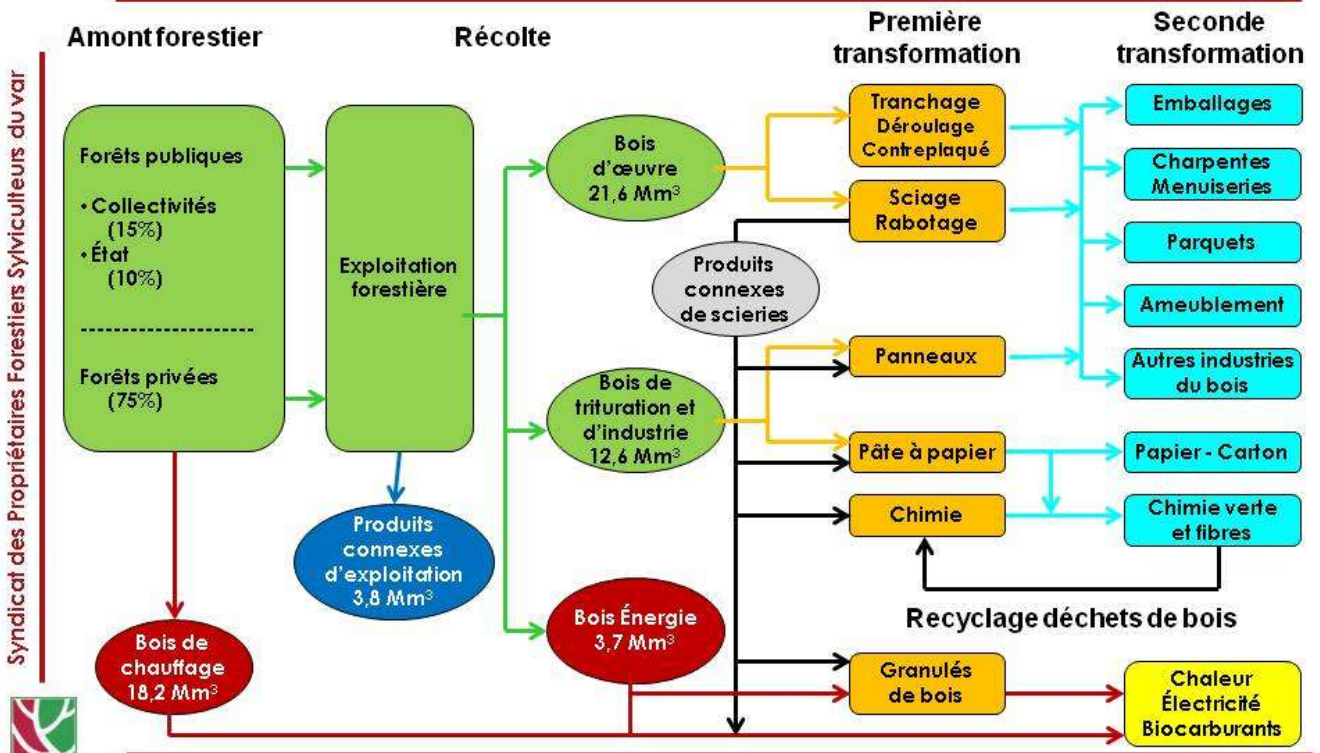 Syndicat des Propriétaires Forestiers Sylviculteurs du var
Amont forestier
Récolte
Première
transformation
Seconde
transformation
Forêts publiques
• Collectivités
(15%)
• État
(10%)
----------------------
Forêts privées
(75%)
Exploitation
forestière
Bois
d'œuvre
21,6 Mm³
Bois de
trituration et
d'industrie
12,6 Mm³
Produits
connexes
d'exploitation
3,8 Mm³
Bois Énergie
3,7 Mm³
Bois de
chauffage
18,2 Mm³
Produits
connexes
de scieries
Tranchage
Déroulage
Contreplaqué
Sciage
Rabotage
Panneaux
Pâte à papier
Chimie
Granulés
de bois
Emballages
Charpentes
Menuiseries
Parquets
Ameublement
Autres industries
du bois
Papier - Carton
Chimie verte
et fibres
Recyclage déchets de bois
Chaleur
Électricité
Biocarburants